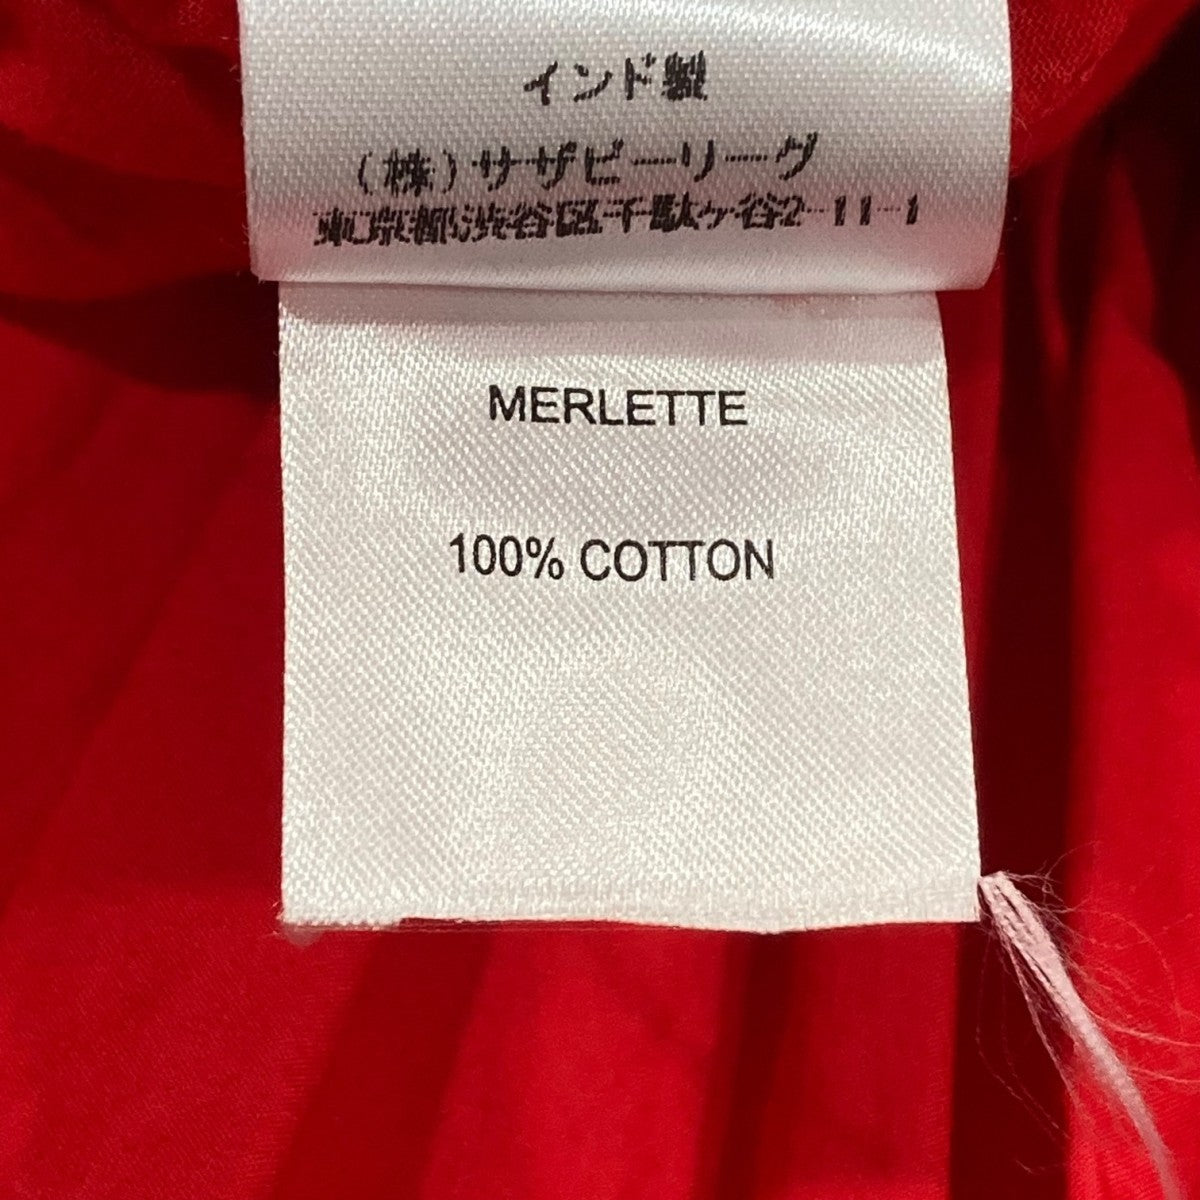 インド製
(株)サザビーリーグ
東京都渋谷区千駄ヶ谷2-11-1
MERLETTE
100% COTTON